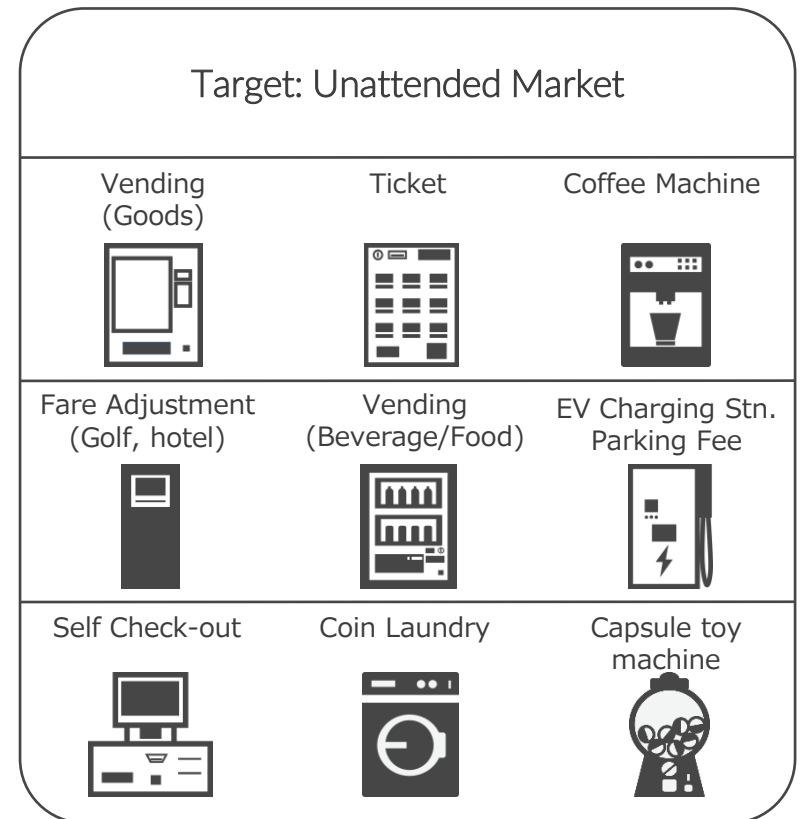 Target: Unattended Market
Vending
(Goods)
Ticket
Coffee Machine
Fare Adjustment
(Golf, hotel)
Vending
(Beverage/Food)
EV Charging Stn.
Parking Fee
Self Check-out
Coin Laundry
Capsule toy
machine